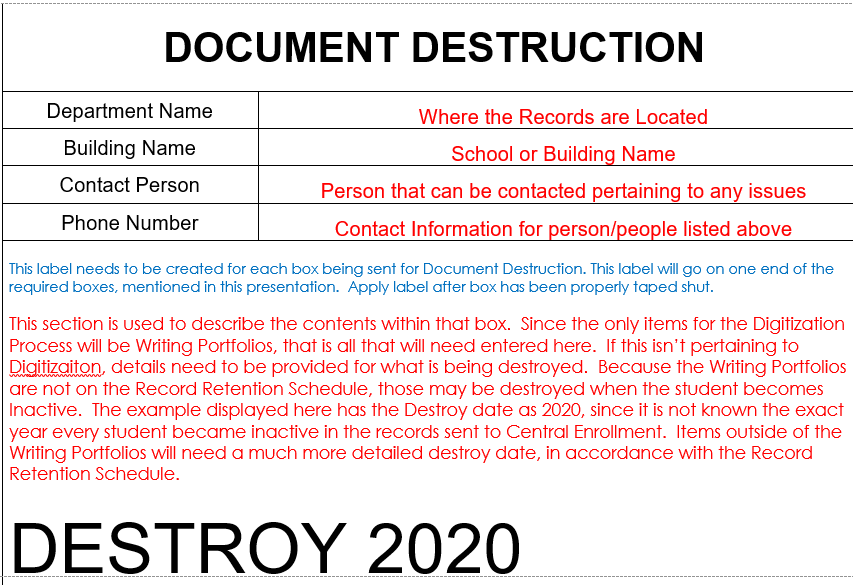 DOCUMENT DESTRUCTION
Department Name Where the Records are Located
Building Name School or Building Name
Contact Person Person that can be contacted pertaining to any issues
Phone Number Contact Information for person/people listed above
This label needs to be created for each box being sent for Document Destruction. This label will go on one end of the
required boxes, mentioned in this presentation.  Apply label after box has been properly taped shut.
This section is used to describe the contents within that box.  Since the only items for the Digitization
Process will be Writing Portfolios, that is all that will need entered here.  If this isn't pertaining to
Digitizaiton, details need to be provided for what is being destroyed.  Because the Writing Portfolios
are not on the Record Retention Schedule, those may be destroyed when the student becomes
Inactive.  The example displayed here has the Destroy date as 2020, since it is not known the exact
year every student became inactive in the records sent to Central Enrollment.  Items outside of the
Writing Portfolios will need a much more detailed destroy date, in accordance with the Record
Retention Schedule.
DESTROY 2020